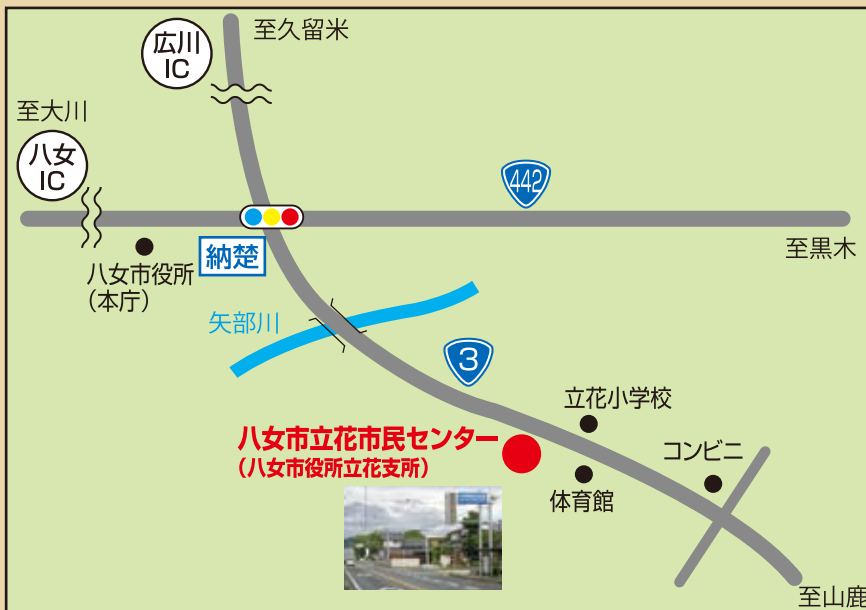 広川
IC
至久留米
至大川
八女
IC
442
納楚
至黒木
八女市役所
(本庁)
矢部川
3
立花小学校
八女市立花市民センター
(八女市役所立花支所)
コンビニ
体育館
至山鹿